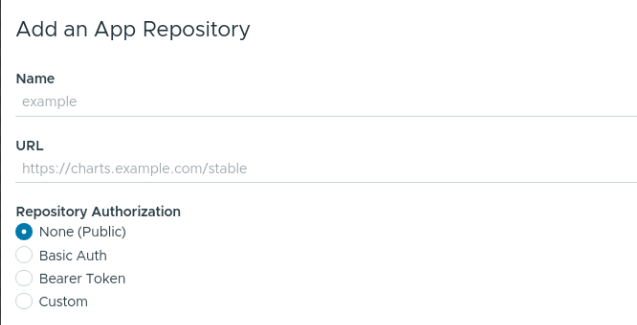 Add an App Repository
Name
example
URL
https://charts.example.com/stable
Repository Authorization
None (Public)
Basic Auth
Bearer Token
Custom